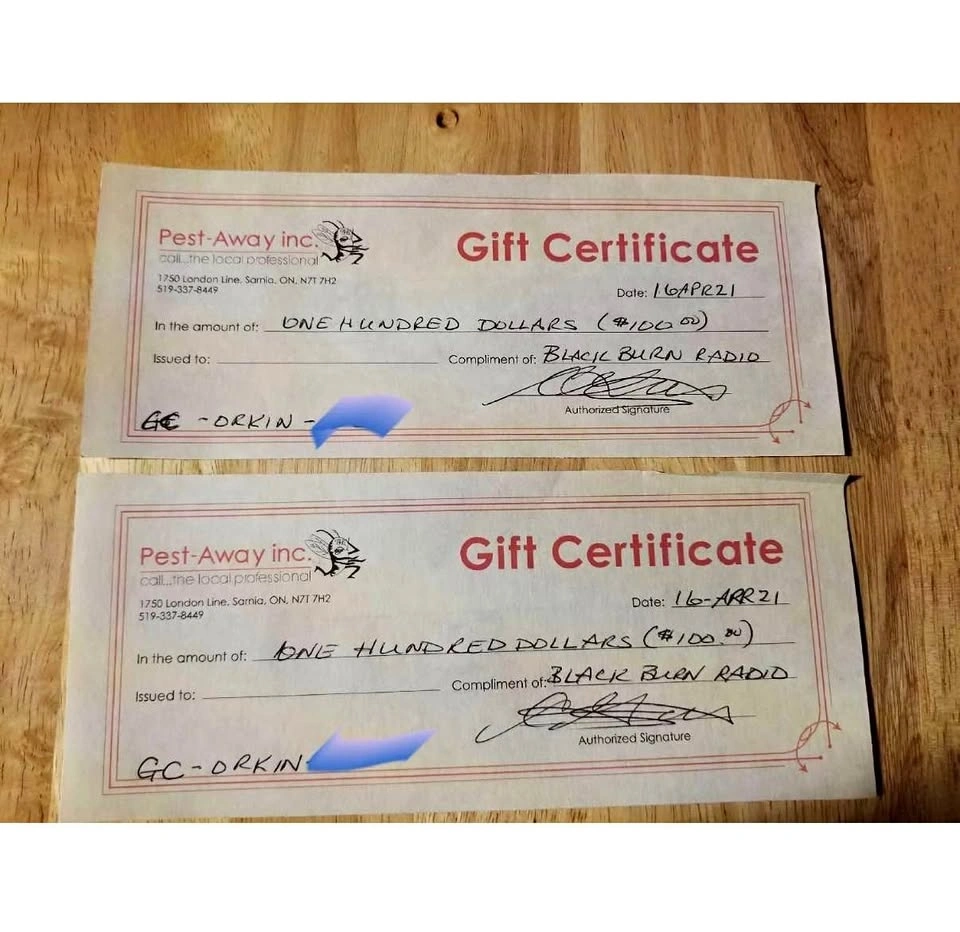 Pest-Away inc.
call...the local professional
1750 London Line, Sarnia, ON, N7T 7H2
519-337-8449
Gift Certificate
Date: 16APR21
In the amount of: ONE HUNDRED DOLLARS ($100 00)
Issued to:
Compliment of: BLACK BURN RADIO
Authorized Signature
GC - ORKIN -
Pest-Away inc.
call...the local professional
1750 London Line, Sarnia, ON, N7T 7H2
519-337-8449
Gift Certificate
Date: 16-APR21
In the amount of: ONE HUNDRED DOLLARS ($100.00)
Issued to:
Compliment of: BLACK BURN RADIO
Authorized Signature
GC - ORKIN